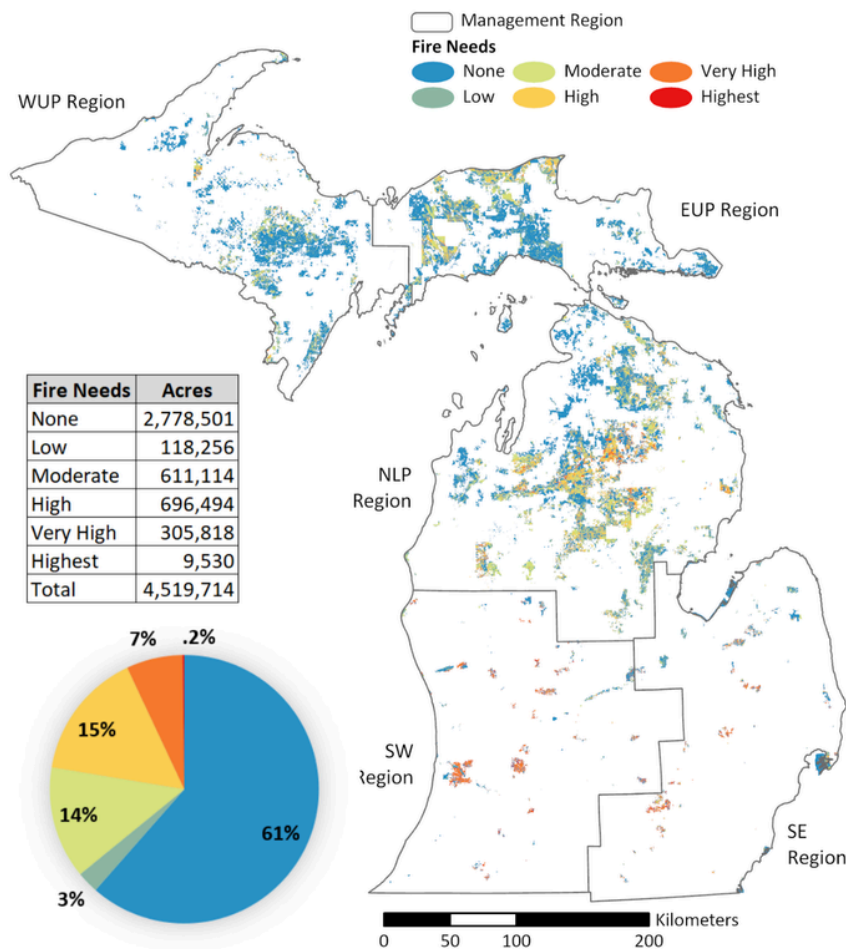 Management Region
Fire Needs
None Moderate Very High
Low High Highest
WUP Region
EUP Region
Fire Needs Acres
None 2,778,501
Low 118,256
Moderate 611,114
High 696,494
Very High 305,818
Highest 9,530
Total 4,519,714
NLP
Region
7% .2%
15%
14%
61%
3%
SW
Region
SE
Region
Kilometers
0 50 100 200